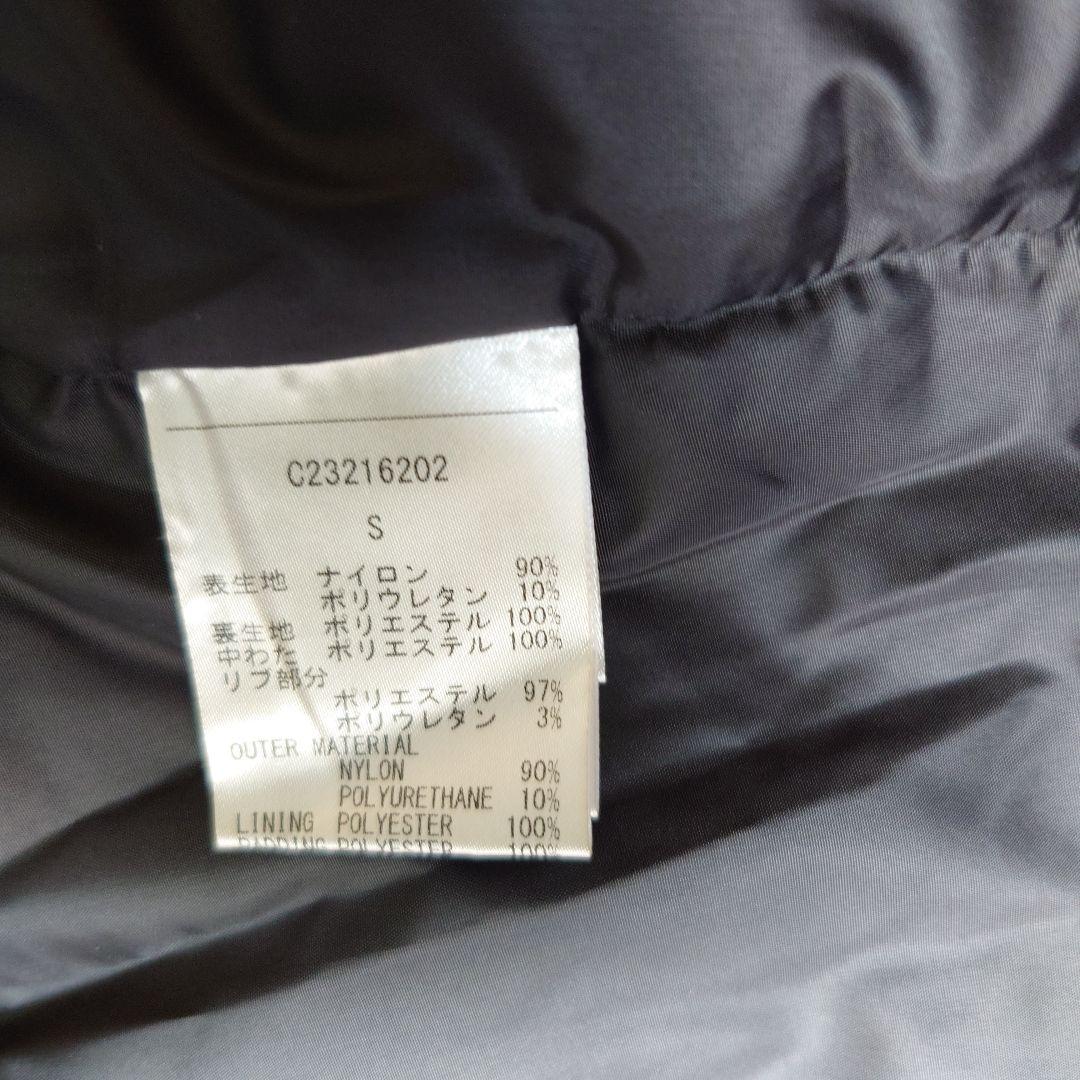 C23216202
S
表生地 ナイロン 90%
ポリウレタン 10%
裏生地 ポリエステル 100%
中わた ポリエステル 100%
リブ部分
ポリエステル 97%
ポリウレタン 3%
OUTER MATERIAL
NYLON 90%
POLYURETHANE 10%
LINING POLYESTER 100%
PADDING POLYESTER 100%